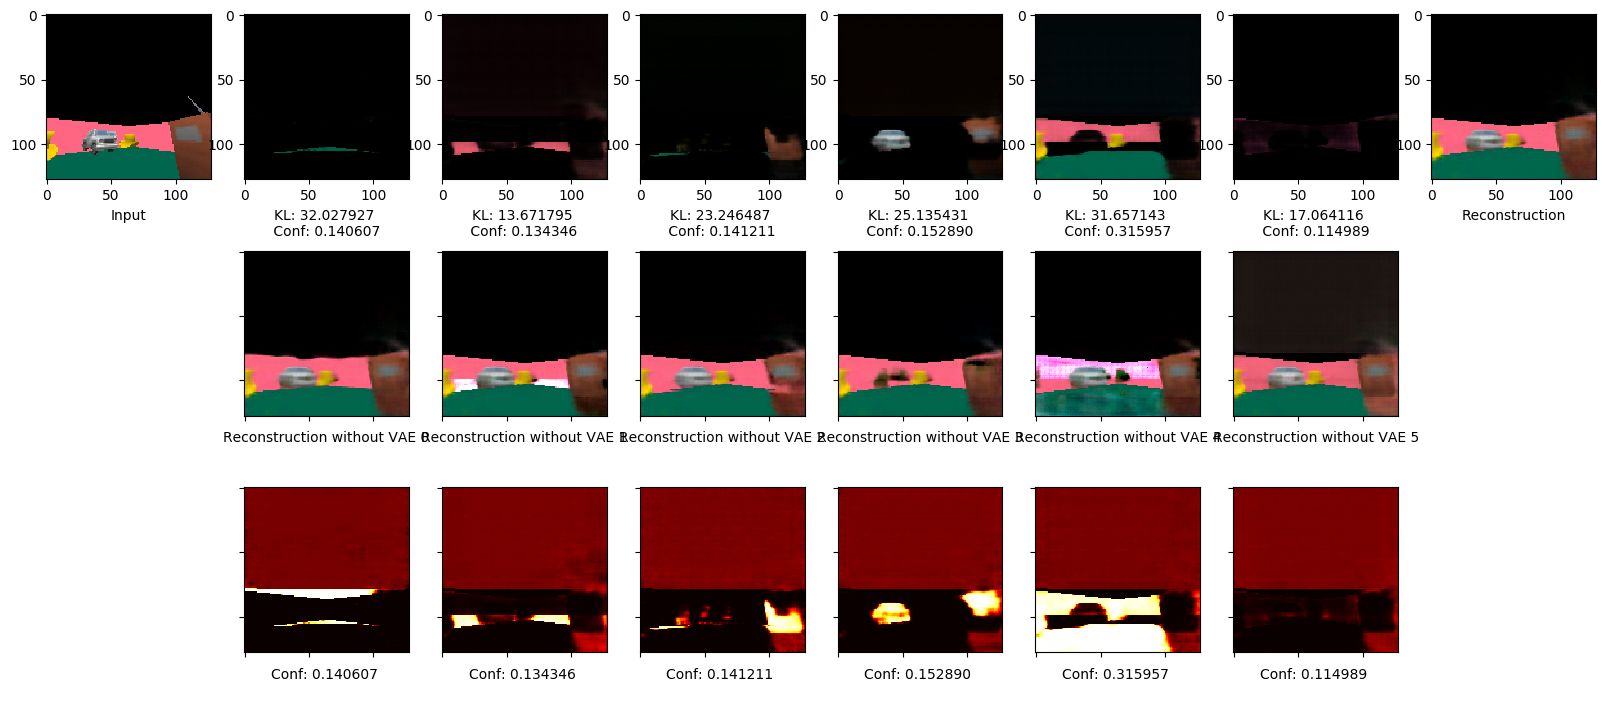 0
50
100
0 50 100
Input
0
50
100
0 50 100
KL: 32.027927
Conf: 0.140607
0
50
100
0 50 100
KL: 13.671795
Conf: 0.134346
0
50
100
0 50 100
KL: 23.246487
Conf: 0.141211
0
50
100
0 50 100
KL: 25.135431
Conf: 0.152890
0
50
100
0 50 100
KL: 31.657143
Conf: 0.315957
0
50
100
0 50 100
KL: 17.064116
Conf: 0.114989
0
50
100
0 50 100
Reconstruction
Reconstruction without VAE 0
Reconstruction without VAE 1
Reconstruction without VAE 2
Reconstruction without VAE 3
Reconstruction without VAE 4
Reconstruction without VAE 5
Conf: 0.140607
Conf: 0.134346
Conf: 0.141211
Conf: 0.152890
Conf: 0.315957
Conf: 0.114989